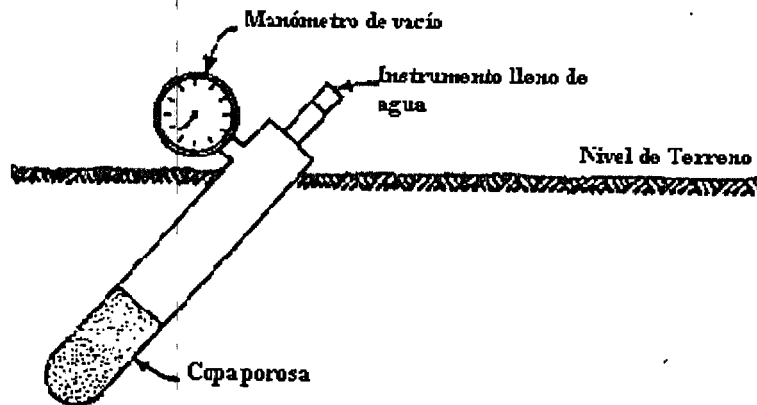 Manómetro de vacío
Instrumento lleno de
agua
Nivel de Terreno
Copa porosa